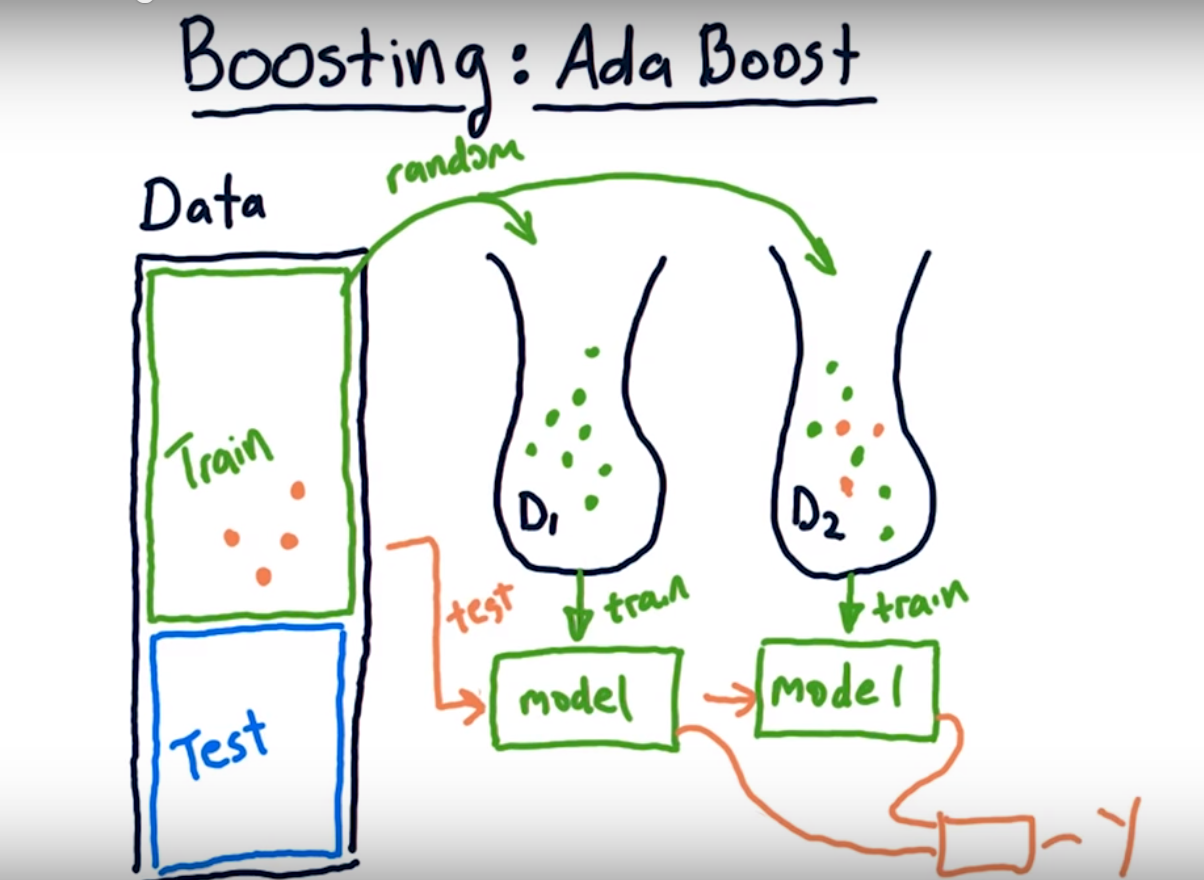 Boosting: Ada Boost
random
Data
Train
D1
D2
test
train
train
model
model
Test
Y